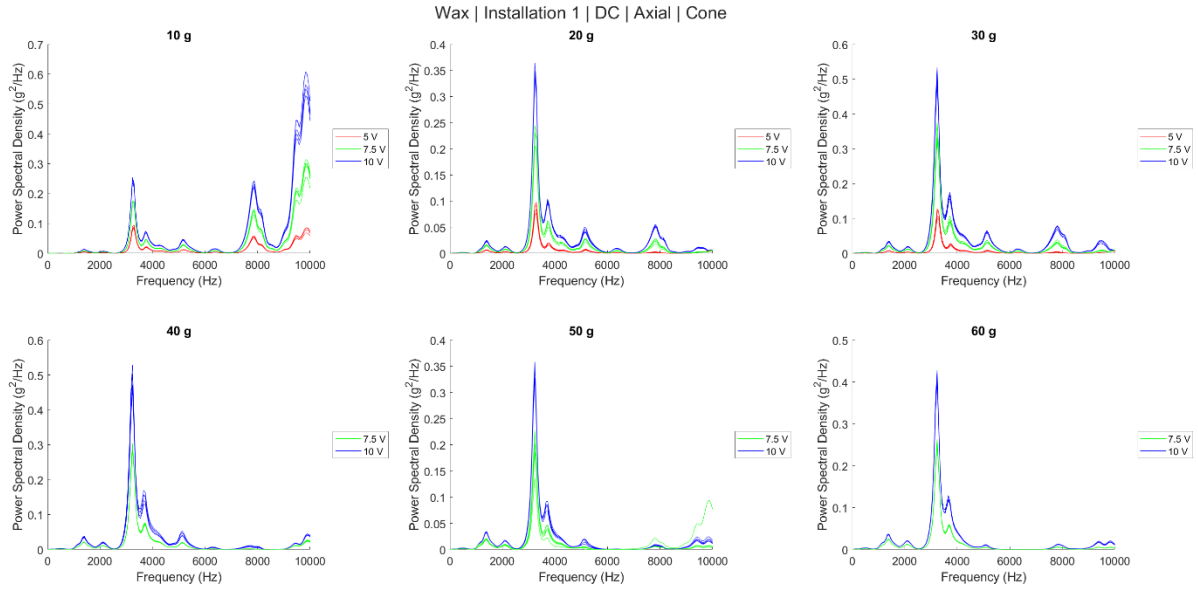 Wax | Installation 1 | DC | Axial | Cone
10 g
Power Spectral Density (g²/Hz)
0.7
0.6
0.5
0.4
0.3
0.2
0.1
0
0 2000 4000 6000 8000 10000
Frequency (Hz)
5 V
7.5 V
10 V
20 g
Power Spectral Density (g²/Hz)
0.4
0.35
0.3
0.25
0.2
0.15
0.1
0.05
0
0 2000 4000 6000 8000 10000
Frequency (Hz)
5 V
7.5 V
10 V
30 g
Power Spectral Density (g²/Hz)
0.6
0.5
0.4
0.3
0.2
0.1
0
0 2000 4000 6000 8000 10000
Frequency (Hz)
5 V
7.5 V
10 V
40 g
Power Spectral Density (g²/Hz)
0.6
0.5
0.4
0.3
0.2
0.1
0
0 2000 4000 6000 8000 10000
Frequency (Hz)
7.5 V
10 V
50 g
Power Spectral Density (g²/Hz)
0.4
0.35
0.3
0.25
0.2
0.15
0.1
0.05
0
0 2000 4000 6000 8000 10000
Frequency (Hz)
7.5 V
10 V
60 g
Power Spectral Density (g²/Hz)
0.5
0.4
0.3
0.2
0.1
0
0 2000 4000 6000 8000 10000
Frequency (Hz)
7.5 V
10 V